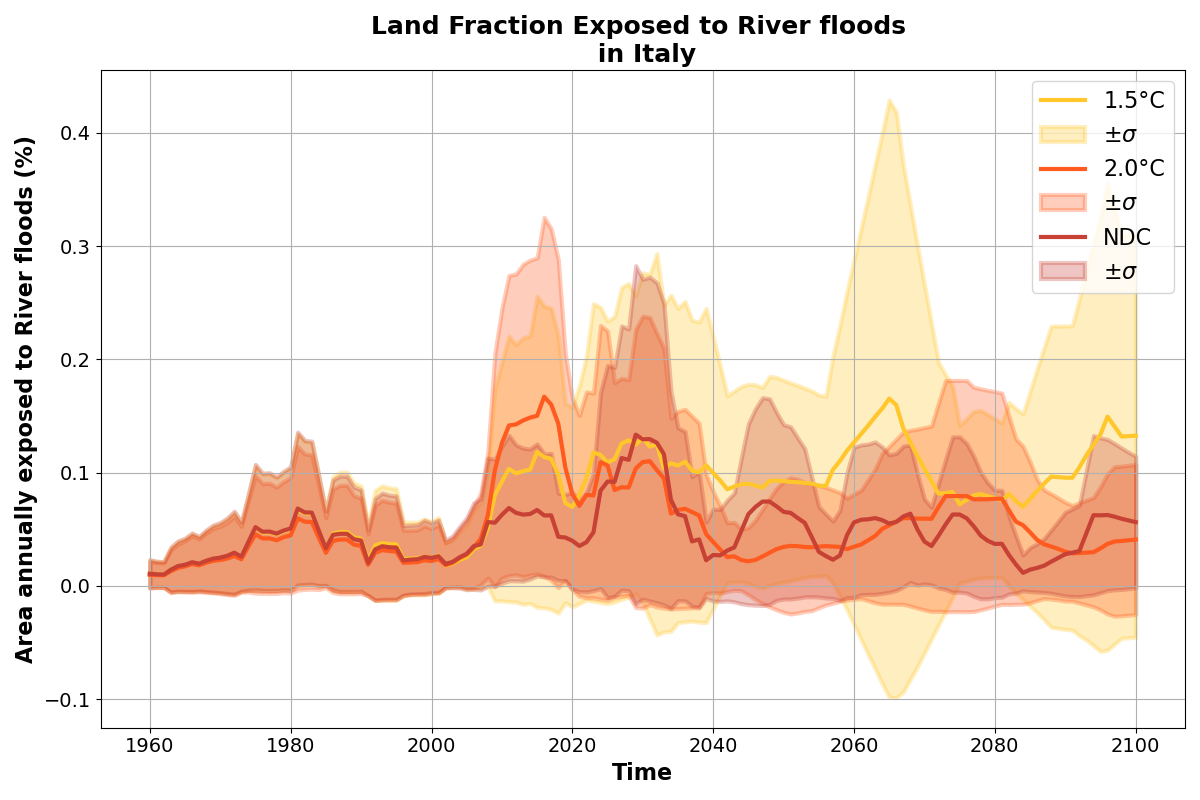 Land Fraction Exposed to River floods
in Italy
Area annually exposed to River floods (%)
0.4
0.3
0.2
0.1
0.0
−0.1
1960
1980
2000
2020
2040
2060
2080
2100
Time
1.5°C
±σ
2.0°C
±σ
NDC
±σ